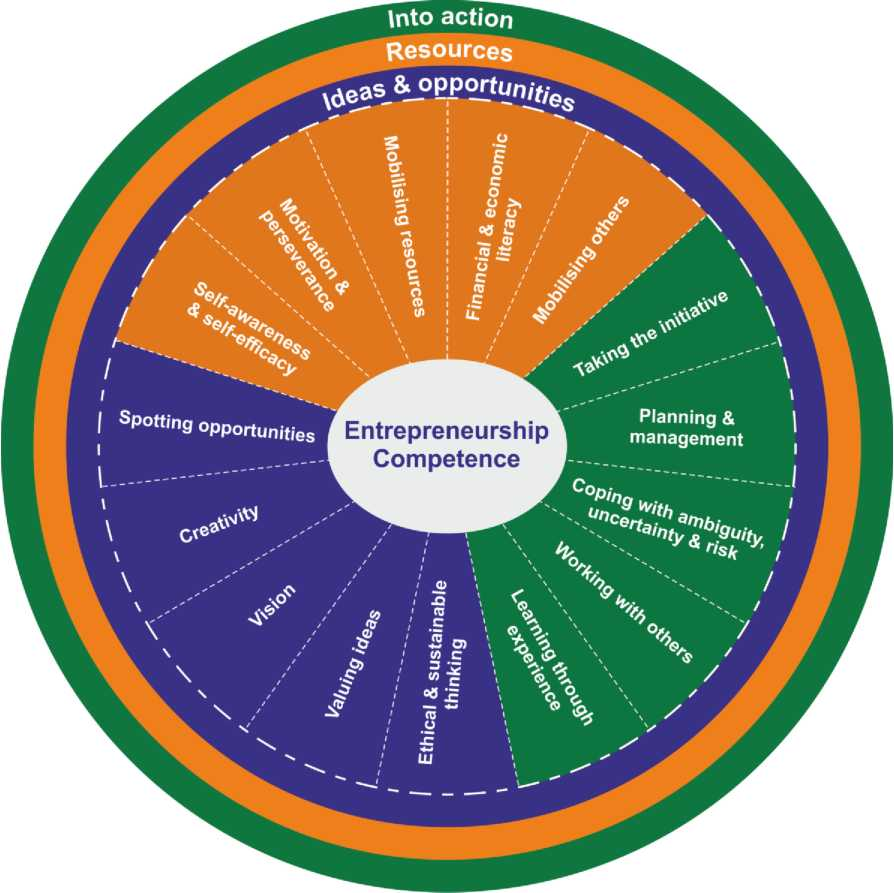 Into action
Resources
Ideas & opportunities
Self-awareness
& self-efficacy
Motivation &
perseverance
Mobilising resources
Financial & economic
literacy
Mobilising others
Taking the initiative
Planning &
management
Coping with ambiguity,
uncertainty & risk
Working with others
Learning through
experience
Ethical & sustainable
thinking
Valuing ideas
Vision
Creativity
Spotting opportunities
Entrepreneurship
Competence